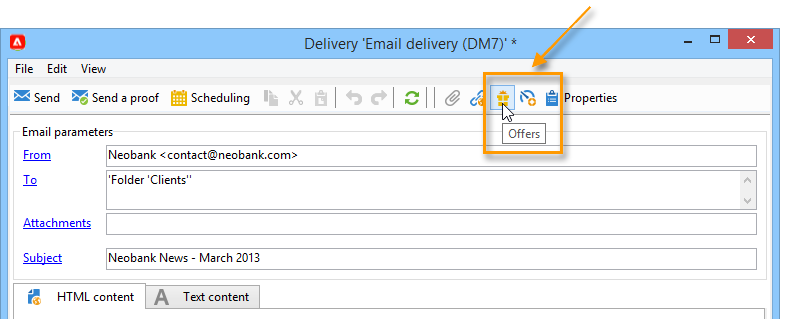 Delivery 'Email delivery (DM7)' *
File Edit View
Send Send a proof Scheduling Properties
Offers
Email parameters
From Neobank <contact@neobank.com>
To 'Folder 'Clients''
Attachments
Subject Neobank News - March 2013
HTML content A Text content